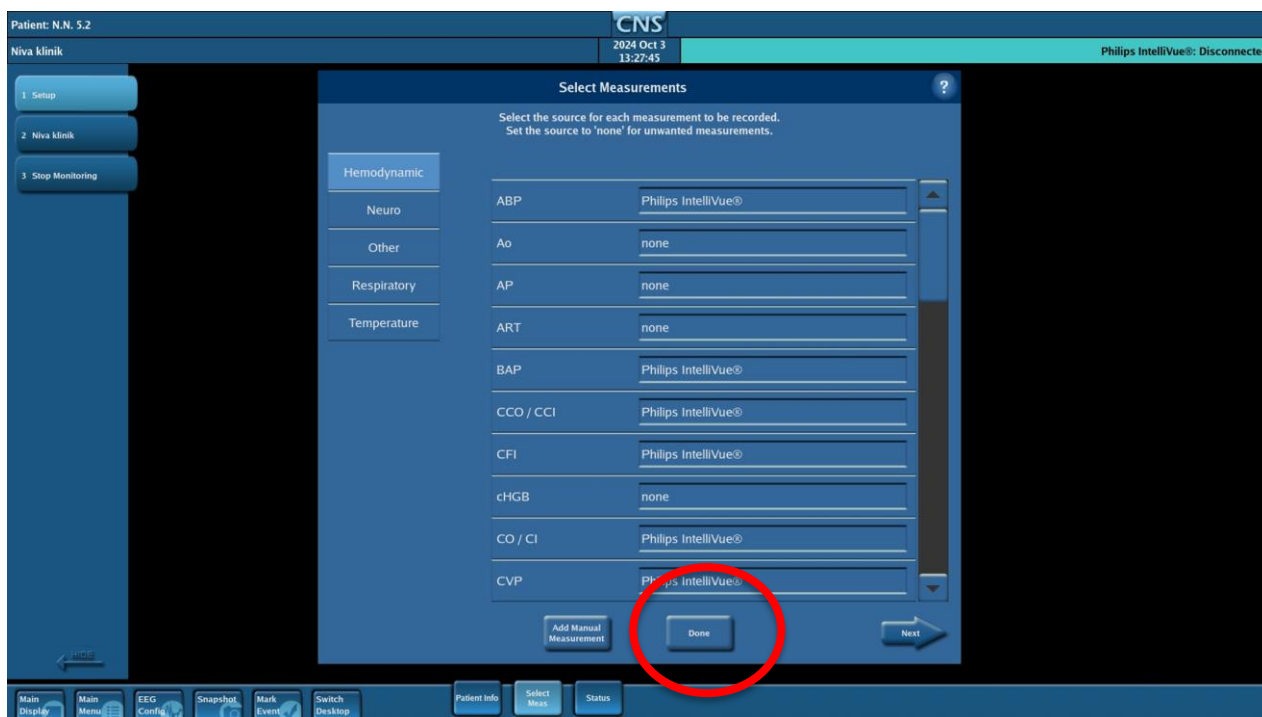 Patient: N.N. 5.2
CNS
Niva klinik
2024 Oct 3
13:27:45
Philips IntelliVue®: Disconnecte
1 Setup
2 Niva klinik
3 Stop Monitoring
Select Measurements
?
Select the source for each measurement to be recorded.
Set the source to 'none' for unwanted measurements.
Hemodynamic
Neuro
Other
Respiratory
Temperature
ABP Philips IntelliVue®
Ao none
AP none
ART none
BAP Philips IntelliVue®
CCO / CCI Philips IntelliVue®
CFI Philips IntelliVue®
cHGB none
CO / CI Philips IntelliVue®
CVP Philips IntelliVue®
Add Manual
Measurement
Done
Next
HIDE
Main
Display
Main
Menu
EEG
Config
Snapshot
Mark
Event
Switch
Desktop
Patient Info
Select
Meas
Status